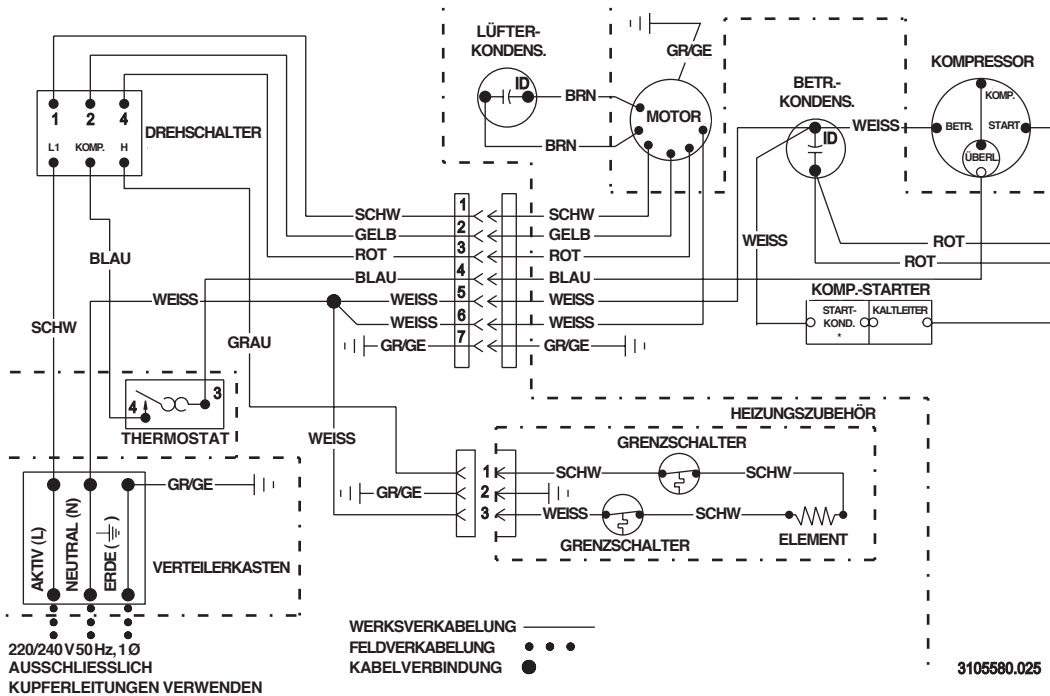 LÜFTER-
KONDENS.
ID
BRN
BRN
GR/GE
MOTOR
BETR.-
KONDENS.
ID
WEISS
KOMPRESSOR
KOMP.
BETR.
START
ÜBERL.
1 2 4
DREHSCHALTER
L1 KOMP. H
SCHW 1 SCHW
GELB 2 GELB
ROT 3 ROT
BLAU 4 BLAU
WEISS WEISS 5 WEISS
WEISS 6 WEISS
GR/GE 7 GR/GE
BLAU
SCHW
GRAU
WEISS
ROT
ROT
KOMP.-STARTER
START-
KOND.
*
KALTLEITER
4 3
THERMOSTAT
WEISS
HEIZUNGSZUBEHÖR
GRENZSCHALTER
1 SCHW SCHW
GR/GE 2
3 WEISS SCHW
GRENZSCHALTER
ELEMENT
GR/GE
AKTIV (L)
NEUTRAL (N)
ERDE ( )
VERTEILERKASTEN
220/240 V 50 Hz, 1 Ø
AUSSCHLIESSLICH
KUPFERLEITUNGEN VERWENDEN
WERKSVERKABELUNG
FELDVERKABELUNG
KABELVERBINDUNG
3105580.025